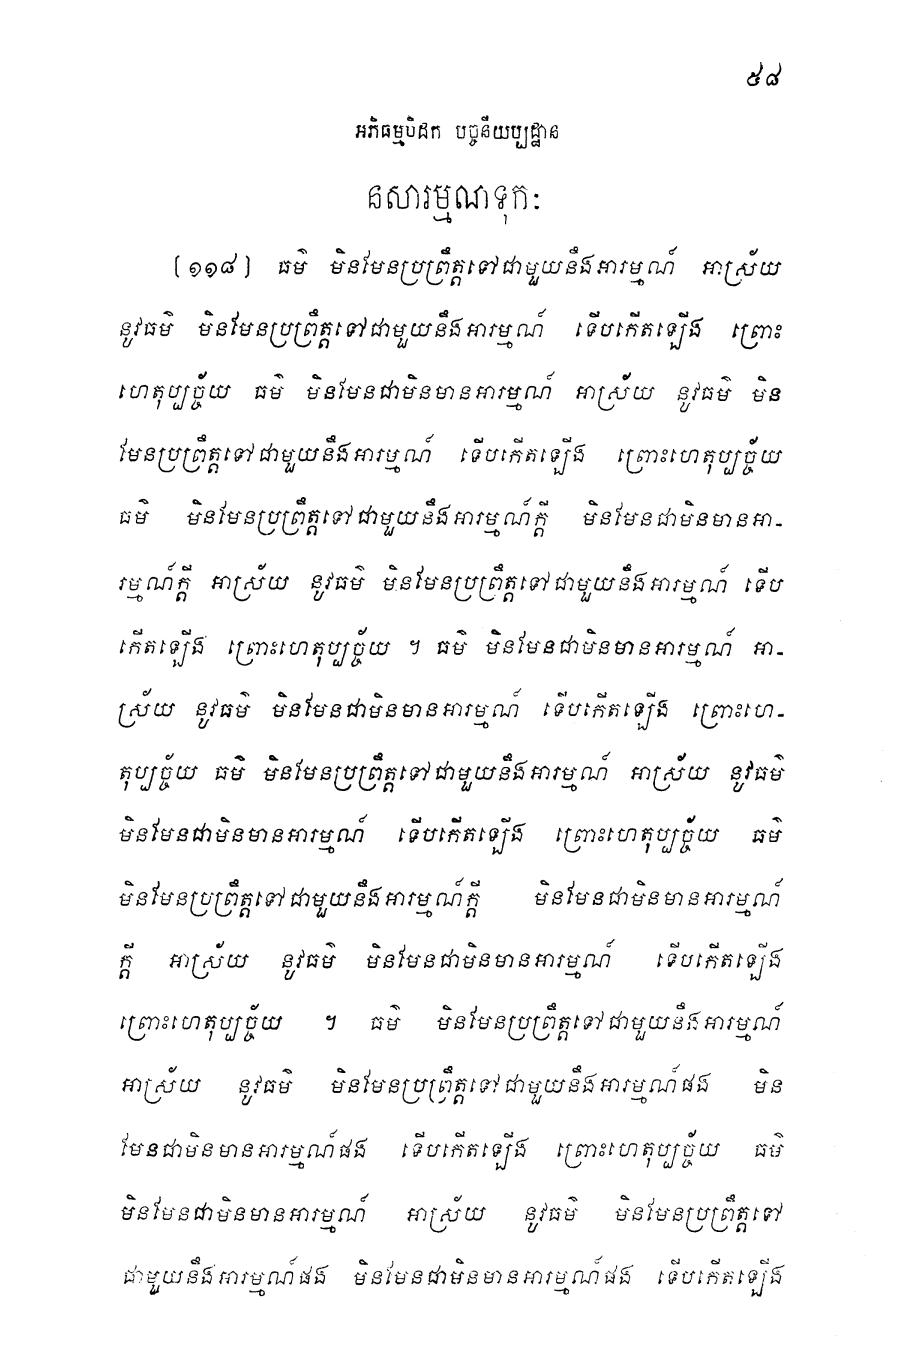 ៥៨
អភិធម្មបិដក បច្ចនីយប្បដ្ឋាន
នសារម្មណទុកៈ
(១១៨) ធម៌ មិនមែនប្រព្រឹត្តទៅជាមួយនឹងអារម្មណ៍ អាស្រ័យ
នូវធម៌ មិនមែនប្រព្រឹត្តទៅជាមួយនឹងអារម្មណ៍ ទើបកើតឡើង ព្រោះ
ហេតុប្បច្ច័យ ធម៌ មិនមែនជាមិនមានអារម្មណ៍ អាស្រ័យ នូវធម៌ មិន
មែនប្រព្រឹត្តទៅជាមួយនឹងអារម្មណ៍ ទើបកើតឡើង ព្រោះហេតុប្បច្ច័យ
ធម៌ មិនមែនប្រព្រឹត្តទៅជាមួយនឹងអារម្មណ៍ក្តី មិនមែនជាមិនមានអា-
រម្មណ៍ក្តី អាស្រ័យ នូវធម៌ មិនមែនប្រព្រឹត្តទៅជាមួយនឹងអារម្មណ៍ ទើប
កើតឡើង ព្រោះហេតុប្បច្ច័យ ។ ធម៌ មិនមែនជាមិនមានអារម្មណ៍ អា-
ស្រ័យ នូវធម៌ មិនមែនជាមិនមានអារម្មណ៍ ទើបកើតឡើង ព្រោះហេ-
តុប្បច្ច័យ ធម៌ មិនមែនប្រព្រឹត្តទៅជាមួយនឹងអារម្មណ៍ អាស្រ័យ នូវធម៌
មិនមែនជាមិនមានអារម្មណ៍ ទើបកើតឡើង ព្រោះហេតុប្បច្ច័យ ធម៌
មិនមែនប្រព្រឹត្តទៅជាមួយនឹងអារម្មណ៍ក្តី មិនមែនជាមិនមានអារម្មណ៍
ក្តី អាស្រ័យ នូវធម៌ មិនមែនជាមិនមានអារម្មណ៍ ទើបកើតឡើង
ព្រោះហេតុប្បច្ច័យ ។ ធម៌ មិនមែនប្រព្រឹត្តទៅជាមួយនឹងអារម្មណ៍
អាស្រ័យ នូវធម៌ មិនមែនប្រព្រឹត្តទៅជាមួយនឹងអារម្មណ៍ផង មិន
មែនជាមិនមានអារម្មណ៍ផង ទើបកើតឡើង ព្រោះហេតុប្បច្ច័យ ធម៌
មិនមែនជាមិនមានអារម្មណ៍ អាស្រ័យ នូវធម៌ មិនមែនប្រព្រឹត្តទៅ
ជាមួយនឹងអារម្មណ៍ផង មិនមែនជាមិនមានអារម្មណ៍ផង ទើបកើតឡើង